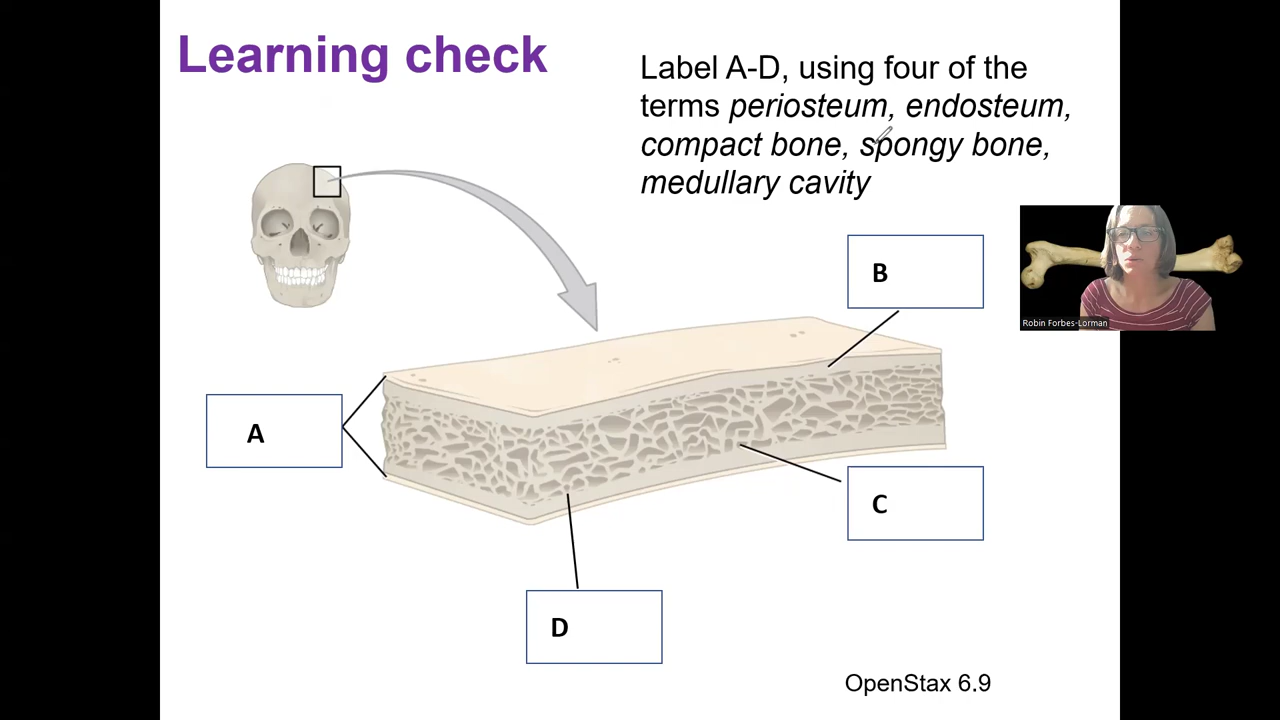 Learning check
Label A-D, using four of the
terms periosteum, endosteum,
compact bone, spongy bone,
medullary cavity
B
Robin Forbes-Lorman
A
C
D
OpenStax 6.9